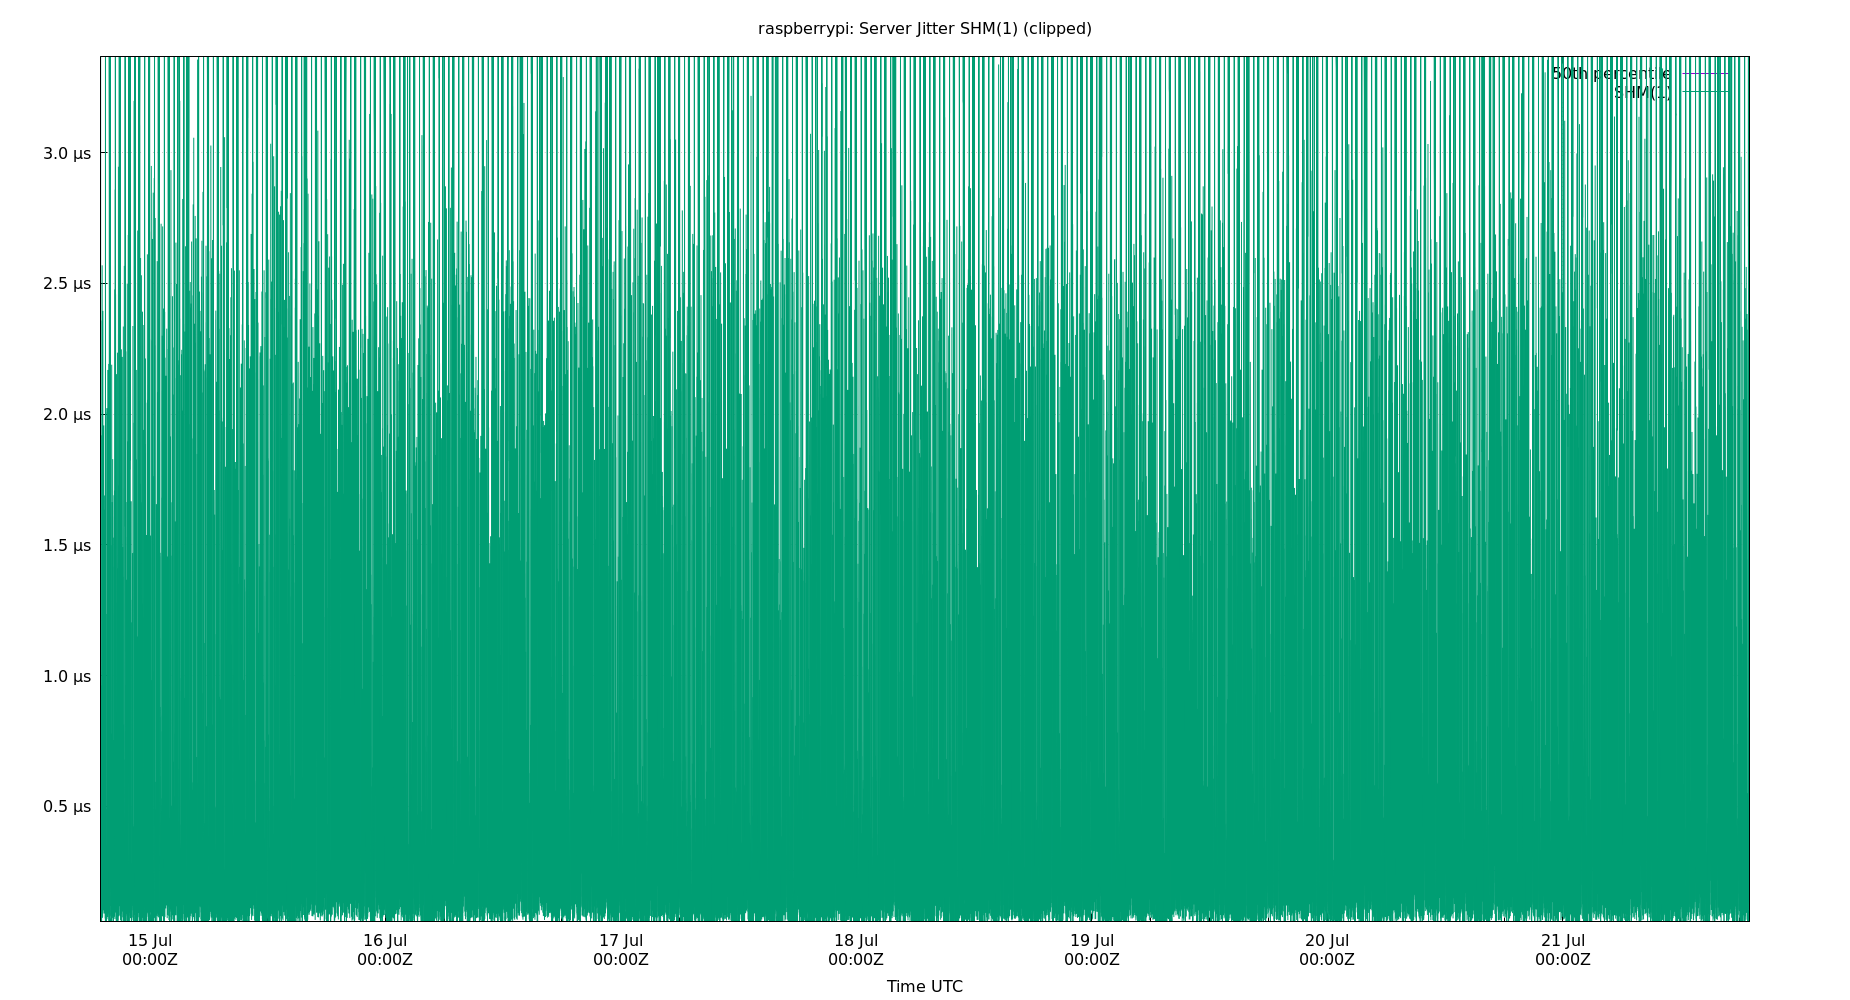 raspberrypi: Server Jitter SHM(1) (clipped)
50th percentile
SHM(1)
3.0 µs
2.5 µs
2.0 µs
1.5 µs
1.0 µs
0.5 µs
15 Jul 16 Jul 17 Jul 18 Jul 19 Jul 20 Jul 21 Jul
00:00Z 00:00Z 00:00Z 00:00Z 00:00Z 00:00Z 00:00Z
Time UTC